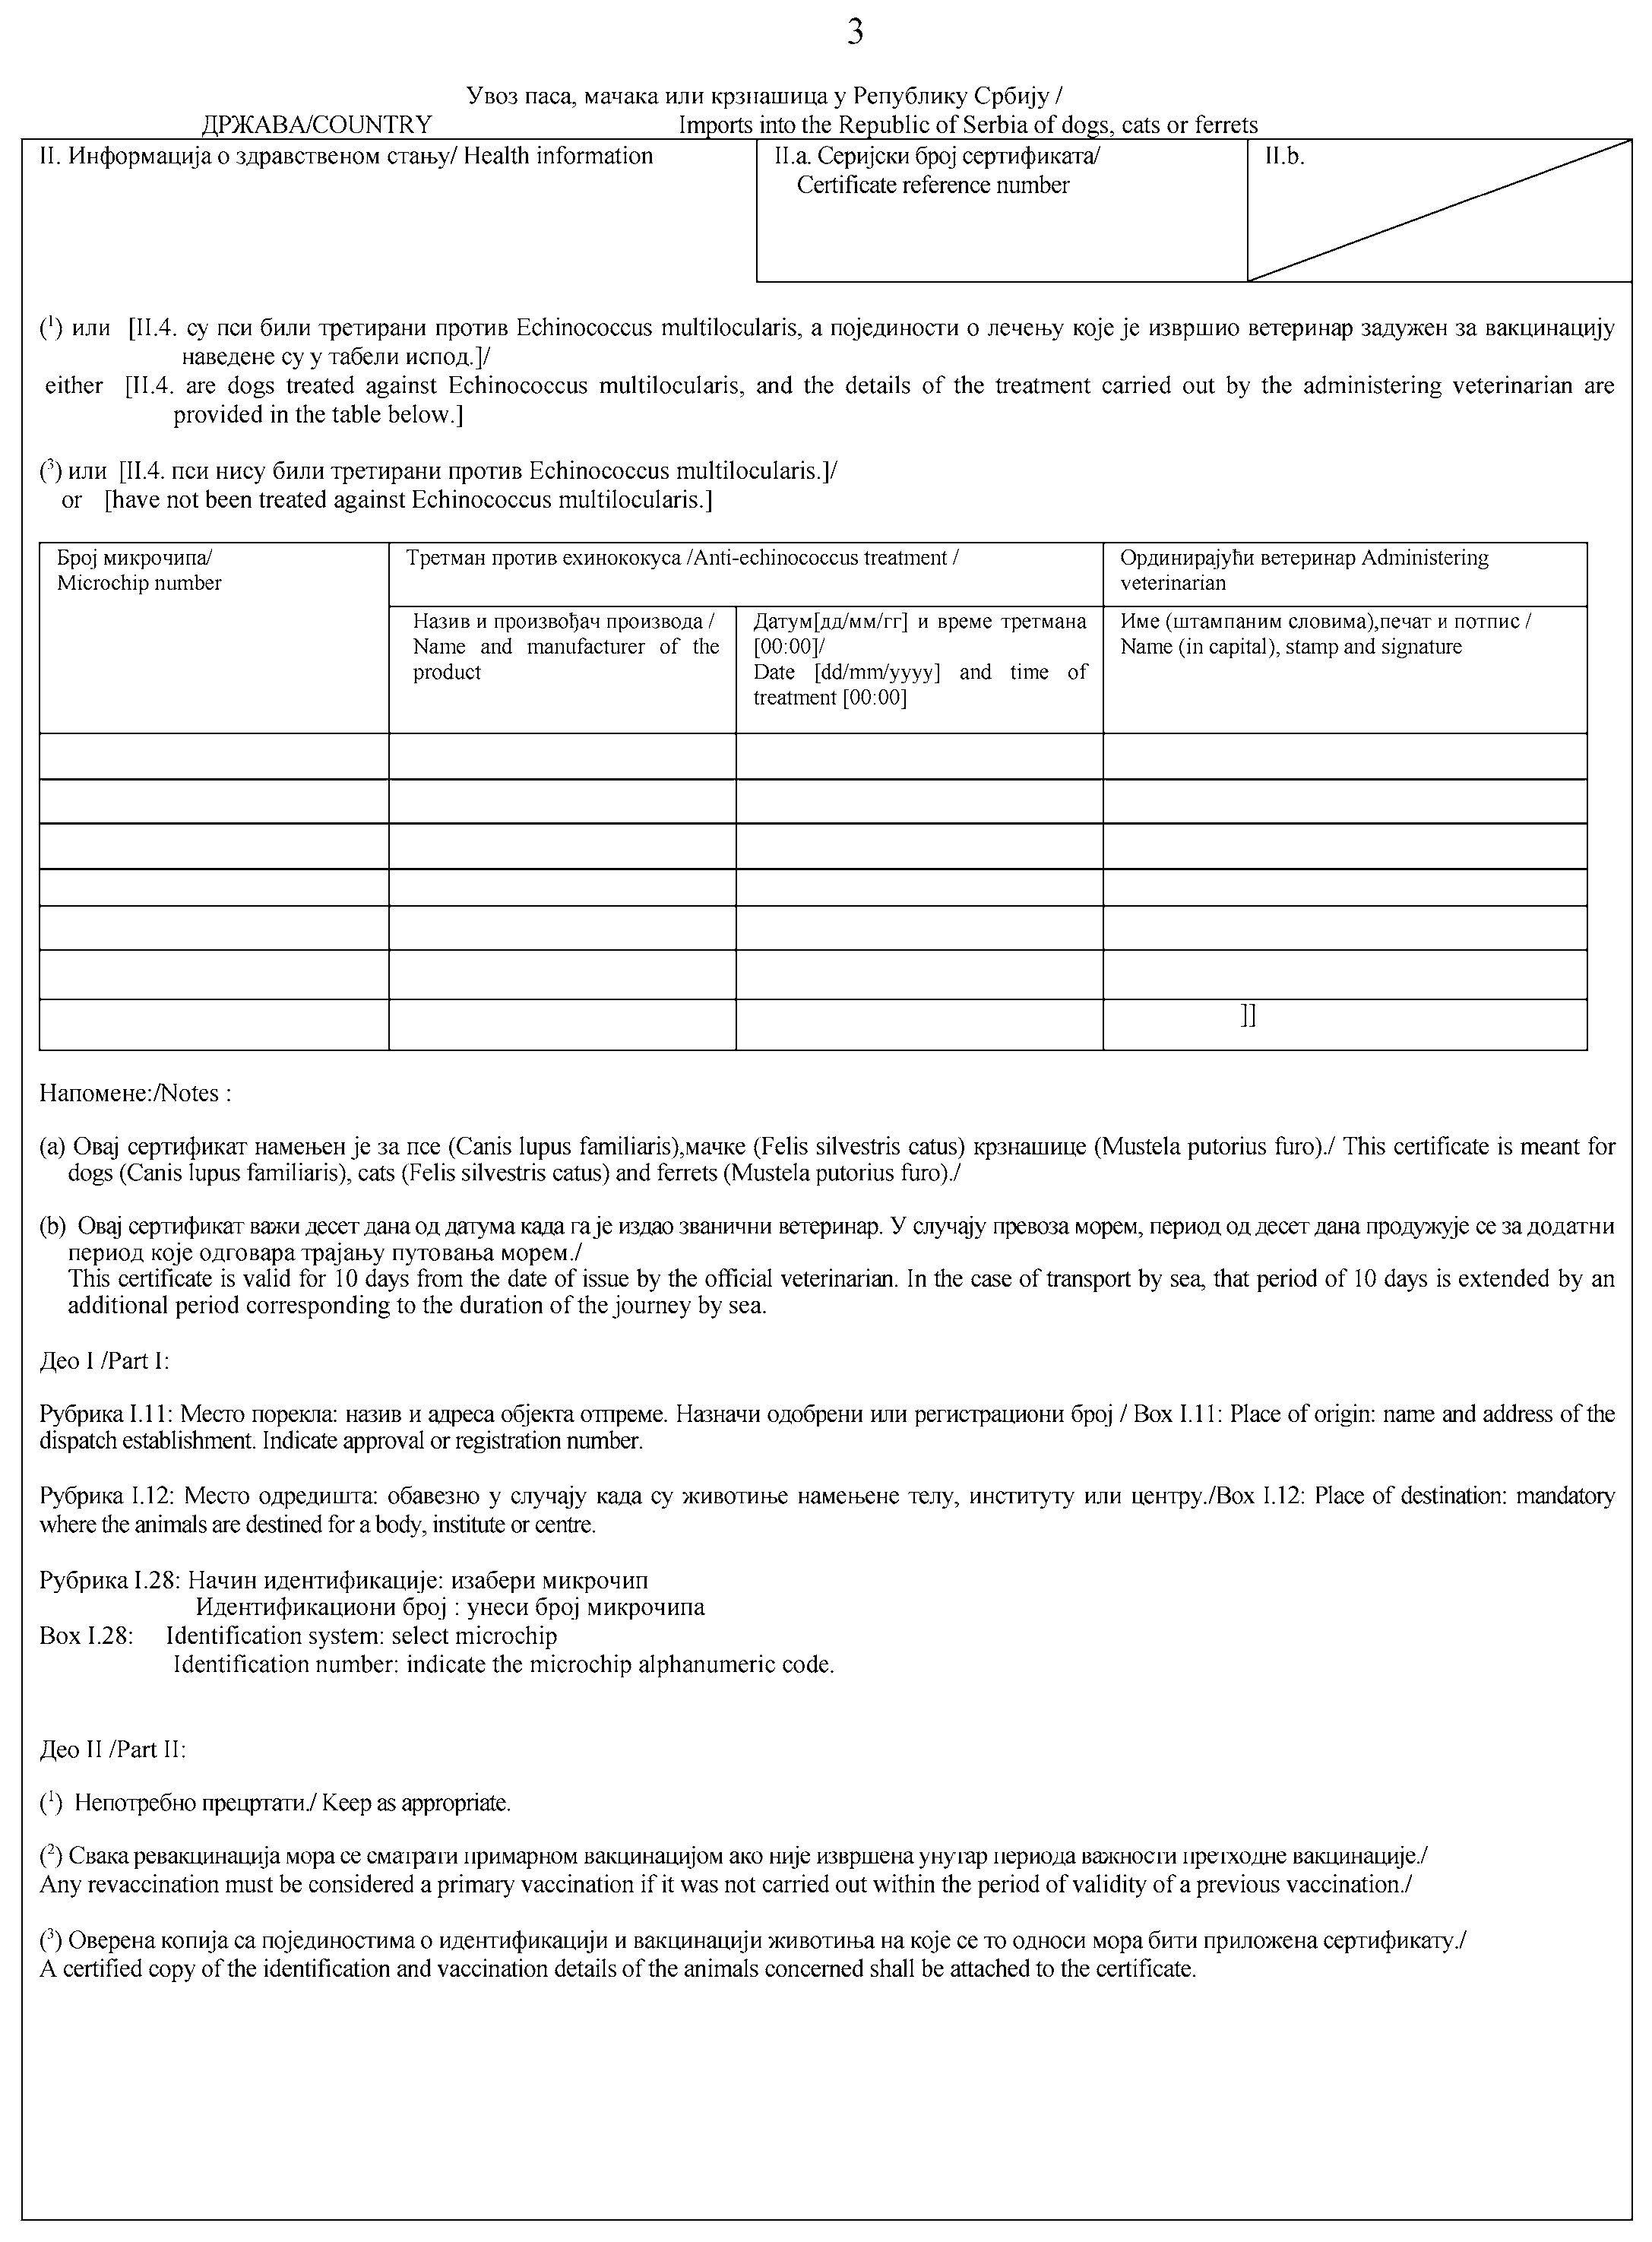 3
Увоз паса, мачака или крзнашица у Републику Србију /
ДРЖАВА/COUNTRY Imports into the Republic of Serbia of dogs, cats or ferrets
II. Информација о здравственом стању/ Health information
II.a. Серијски број сертификата/
Certificate reference number
II.b.
(¹) или [II.4. су пси били третирани против Echinococcus multilocularis, а појединости о лечењу које је извршио ветеринар задужен за вакцинацију
наведене су у табели испод.]/
either [II.4. are dogs treated against Echinococcus multilocularis, and the details of the treatment carried out by the administering veterinarian are
provided in the table below.]
(³) или [II.4. пси нису били третирани против Echinococcus multilocularis.]/
or [have not been treated against Echinococcus multilocularis.]
Број микрочипа/
Microchip number
Третман против ехинококуса /Anti-echinococcus treatment /
Ординирајући ветеринар Administering
veterinarian
Назив и произвођач производа /
Name and manufacturer of the
product
Датум[дд/мм/гг] и време третмана
[00:00]/
Date [dd/mm/yyyy] and time of
treatment [00:00]
Име (штампаним словима),печат и потпис /
Name (in capital), stamp and signature
]]
Напомене:/Notes :
(a) Овај сертификат намењен је за псе (Canis lupus familiaris),мачке (Felis silvestris catus) крзнашице (Mustela putorius furo)./ This certificate is meant for
dogs (Canis lupus familiaris), cats (Felis silvestris catus) and ferrets (Mustela putorius furo)./
(b) Овај сертификат важи десет дана од датума када га је издао званични ветеринар. У случају превоза морем, период од десет дана продужује се за додатни
период које одговара трајању путовања морем./
This certificate is valid for 10 days from the date of issue by the official veterinarian. In the case of transport by sea, that period of 10 days is extended by an
additional period corresponding to the duration of the journey by sea.
Део I /Part I:
Рубрика I.11: Место порекла: назив и адреса објекта отпреме. Назначи одобрени или регистрациони број / Box I.11: Place of origin: name and address of the
dispatch establishment. Indicate approval or registration number.
Рубрика I.12: Место одредишта: обавезно у случају када су животиње намењене телу, институту или центру./Box I.12: Place of destination: mandatory
where the animals are destined for a body, institute or centre.
Рубрика I.28: Начин идентификације: изабери микрочип
Идентификациони број : унеси број микрочипа
Box I.28: Identification system: select microchip
Identification number: indicate the microchip alphanumeric code.
Део II /Part II:
(¹) Непотребно прецртати./ Keep as appropriate.
(²) Свака ревакцинација мора се сматрати примарном вакцинацијом ако није извршена унутар периода важности претходне вакцинације./
Any revaccination must be considered a primary vaccination if it was not carried out within the period of validity of a previous vaccination./
(³) Оверена копија са појединостима о идентификацији и вакцинацији животиња на које се то односи мора бити приложена сертификату./
A certified copy of the identification and vaccination details of the animals concerned shall be attached to the certificate.